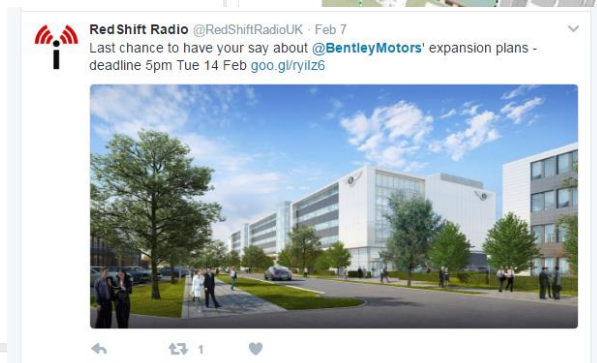 RedShift Radio @RedShiftRadioUK · Feb 7
Last chance to have your say about @BentleyMotors' expansion plans -
deadline 5pm Tue 14 Feb goo.gl/ryiIz6
1